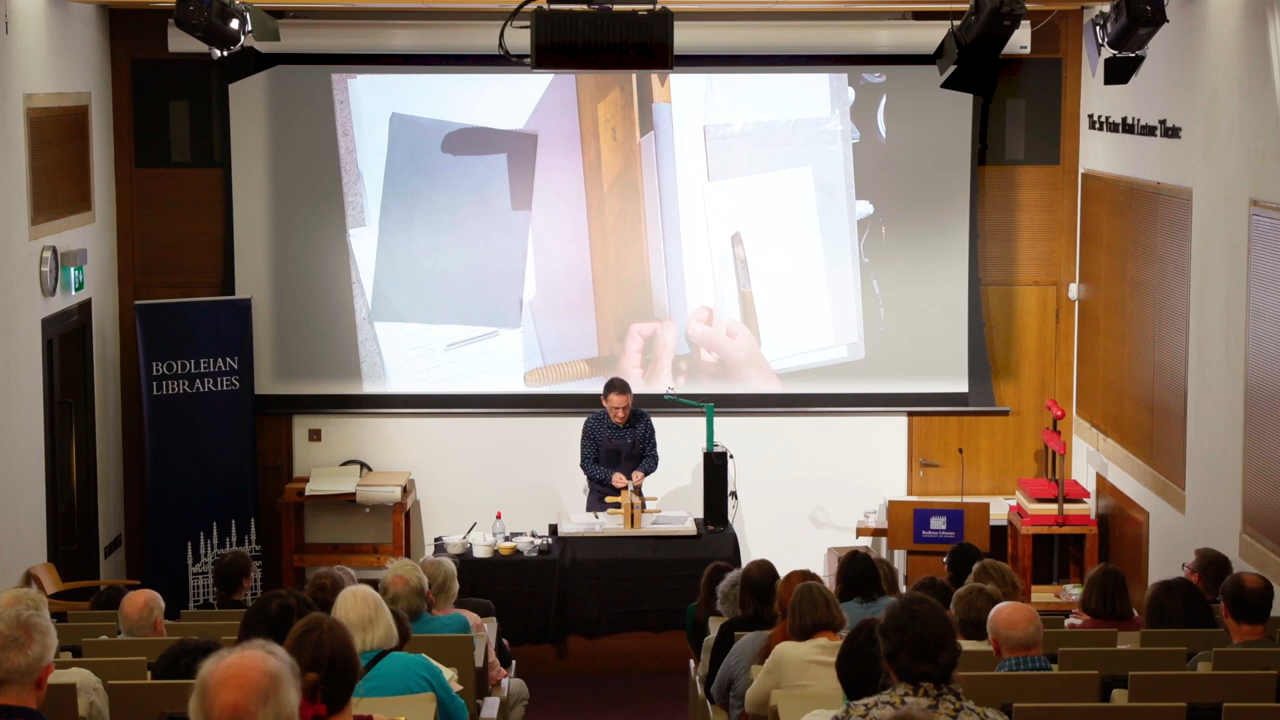 The Sir Victor Blank Lecture Theatre
BODLEIAN
LIBRARIES
Bodleian Libraries